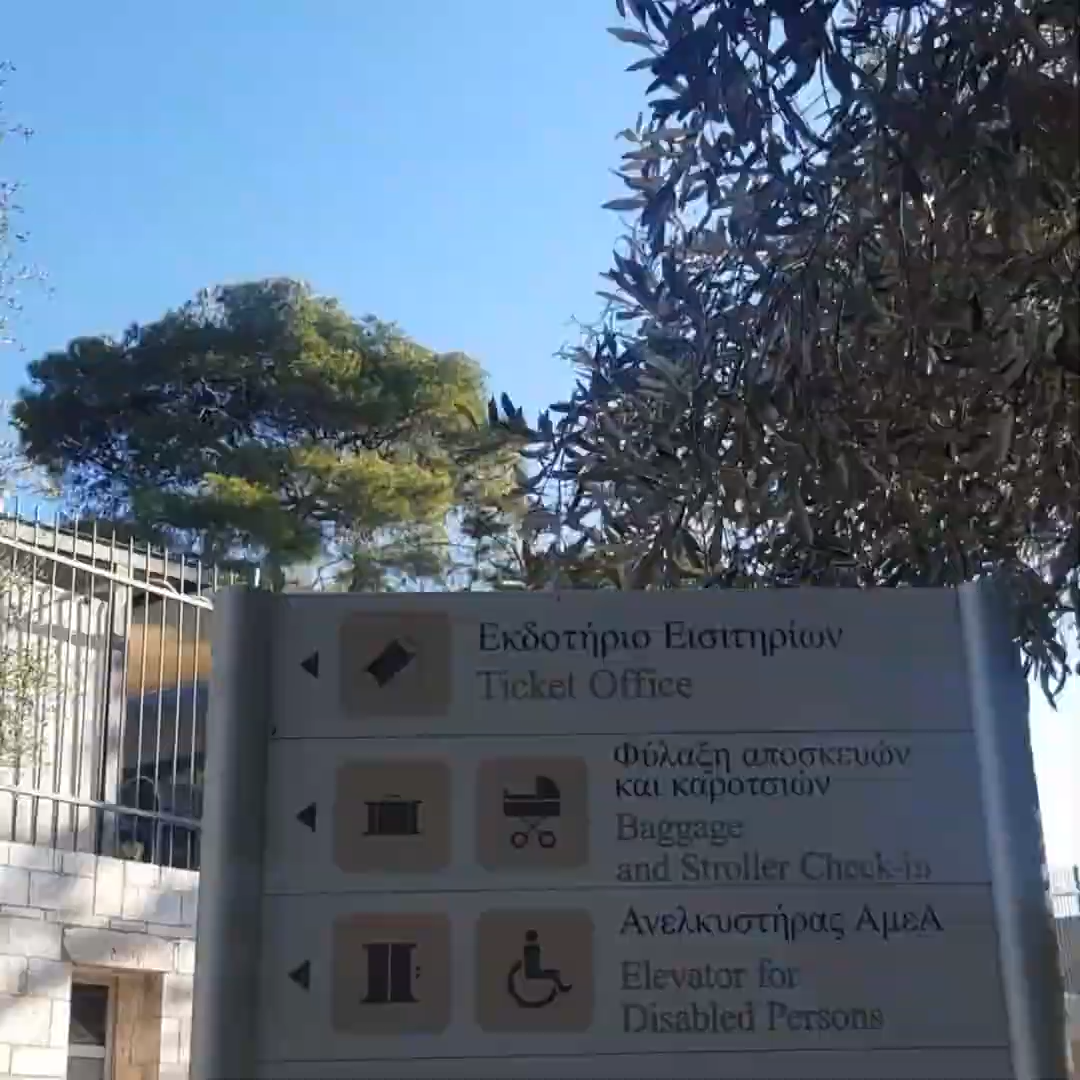 Εκδοτήριο Εισιτηρίων
Ticket Office
Φύλαξη αποσκευών
και καροτσιών
Baggage
and Stroller Check-in
Ανελκυστήρας ΑμεΑ
Elevator for
Disabled Persons